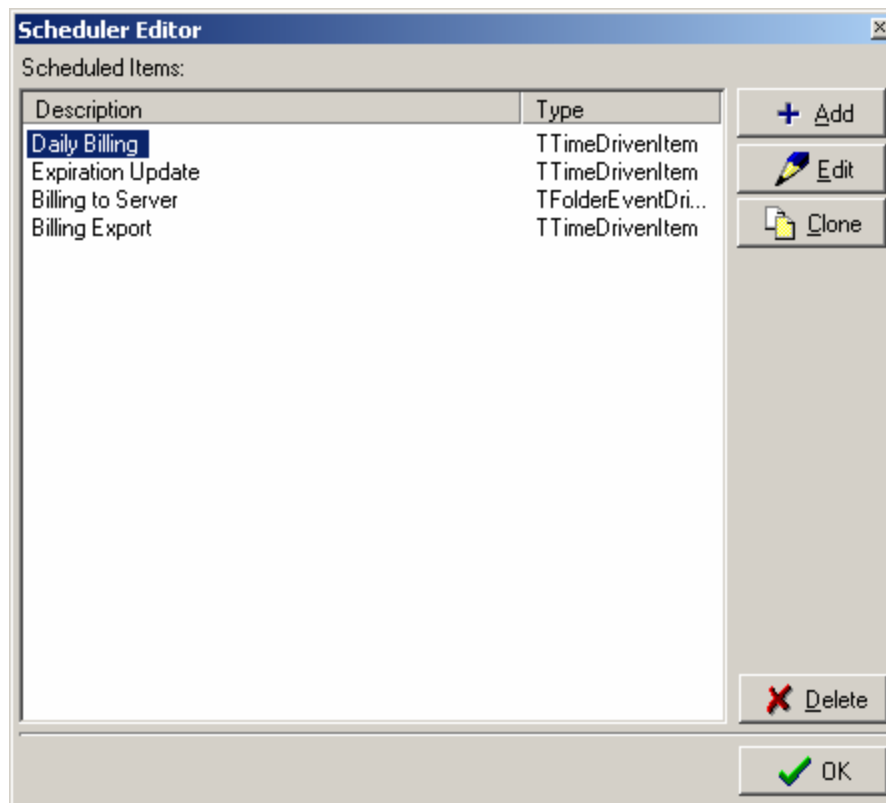 Scheduler Editor
Scheduled Items:
Description Type
Daily Billing TTimeDrivenItem
Expiration Update TTimeDrivenItem
Billing to Server TFolderEventDri...
Billing Export TTimeDrivenItem
Add
Edit
Clone
Delete
OK